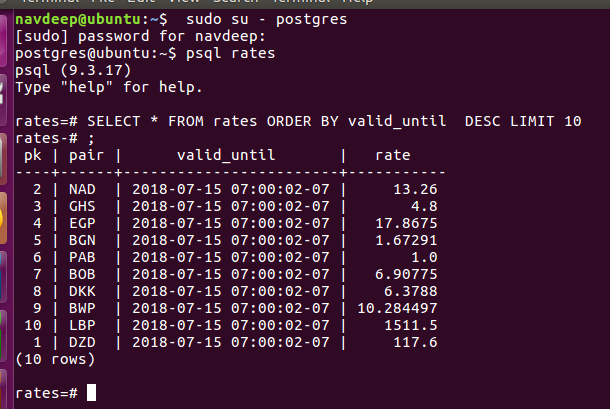 navdeep@ubuntu:~$  sudo su - postgres
[sudo] password for navdeep:
postgres@ubuntu:~$ psql rates
psql (9.3.17)
Type "help" for help.

rates=# SELECT * FROM rates ORDER BY valid_until  DESC LIMIT 10
rates-# ;
 pk | pair |      valid_until       |   rate
----+------+------------------------+-----------
  2 | NAD  | 2018-07-15 07:00:02-07 |     13.26
  3 | GHS  | 2018-07-15 07:00:02-07 |       4.8
  4 | EGP  | 2018-07-15 07:00:02-07 |   17.8675
  5 | BGN  | 2018-07-15 07:00:02-07 |   1.67291
  6 | PAB  | 2018-07-15 07:00:02-07 |       1.0
  7 | BOB  | 2018-07-15 07:00:02-07 |   6.90775
  8 | DKK  | 2018-07-15 07:00:02-07 |    6.3788
  9 | BWP  | 2018-07-15 07:00:02-07 | 10.284497
 10 | LBP  | 2018-07-15 07:00:02-07 |    1511.5
  1 | DZD  | 2018-07-15 07:00:02-07 |     117.6
(10 rows)

rates=#